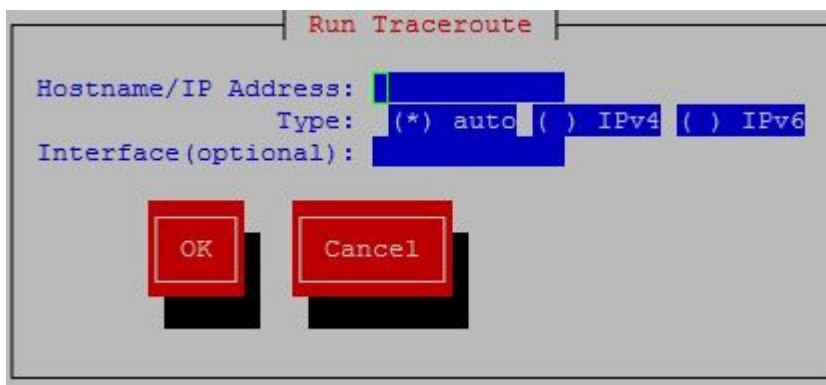 Run Traceroute
Hostname/IP Address:
Type: (*) auto ( ) IPv4 ( ) IPv6
Interface(optional):
OK Cancel